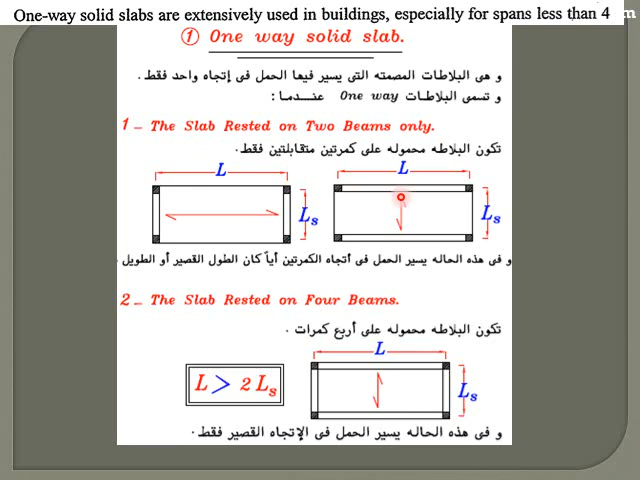 One-way solid slabs are extensively used in buildings, especially for spans less than 4 m
① One way solid slab.
و هى البلاطات المصمته التى يسير فيها الحمل فى إتجاه واحد فقط.
و تسمى البلاطات One way عندما :
1 _ The Slab Rested on Two Beams only.
تكون البلاطه محموله على كمرتين متقابلتين فقط.
L L
Ls Ls
و فى هذه الحاله يسير الحمل فى أتجاه الكمرتين أياً كان الطول القصير أو الطويل .
2 _ The Slab Rested on Four Beams.
تكون البلاطه محموله على أربع كمرات .
L
L > 2 Ls Ls
و فى هذه الحاله يسير الحمل فى الإتجاه القصير فقط.